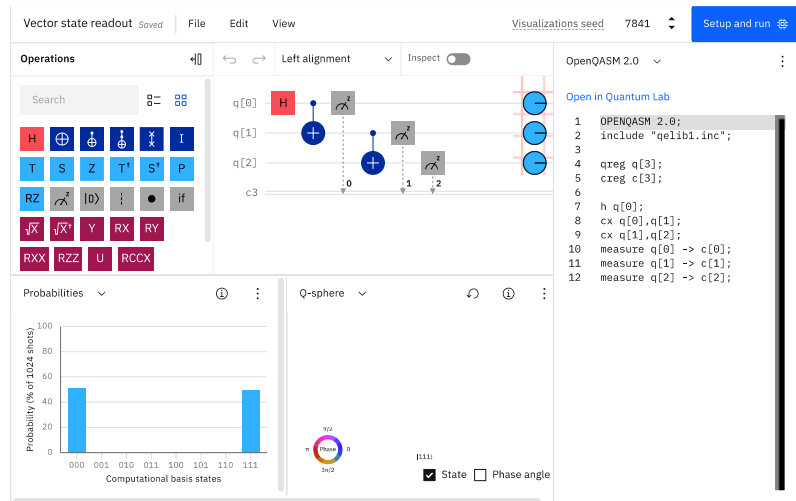 Vector state readout Saved File Edit View Visualizations seed 7841 Setup and run
Operations
Left alignment
Inspect
OpenQASM 2.0
Search
Open in Quantum Lab
H
I
T S Z T† S† P
RZ z |0⟩ if
√X √X† Y RX RY
RXX RZZ U RCCX
q[0] H z
q[1] z
q[2] z
0 1 2
c3
1 OPENQASM 2.0;
2 include "qelib1.inc";
3
4 qreg q[3];
5 creg c[3];
6
7 h q[0];
8 cx q[0],q[1];
9 cx q[1],q[2];
10 measure q[0] -> c[0];
11 measure q[1] -> c[1];
12 measure q[2] -> c[2];
Probabilities
Probability (% of 1024 shots)
100
80
60
40
20
0
000 001 010 011 100 101 110 111
Computational basis states
Q-sphere
π/2
π Phase 0
3π/2
|111⟩
State Phase angle